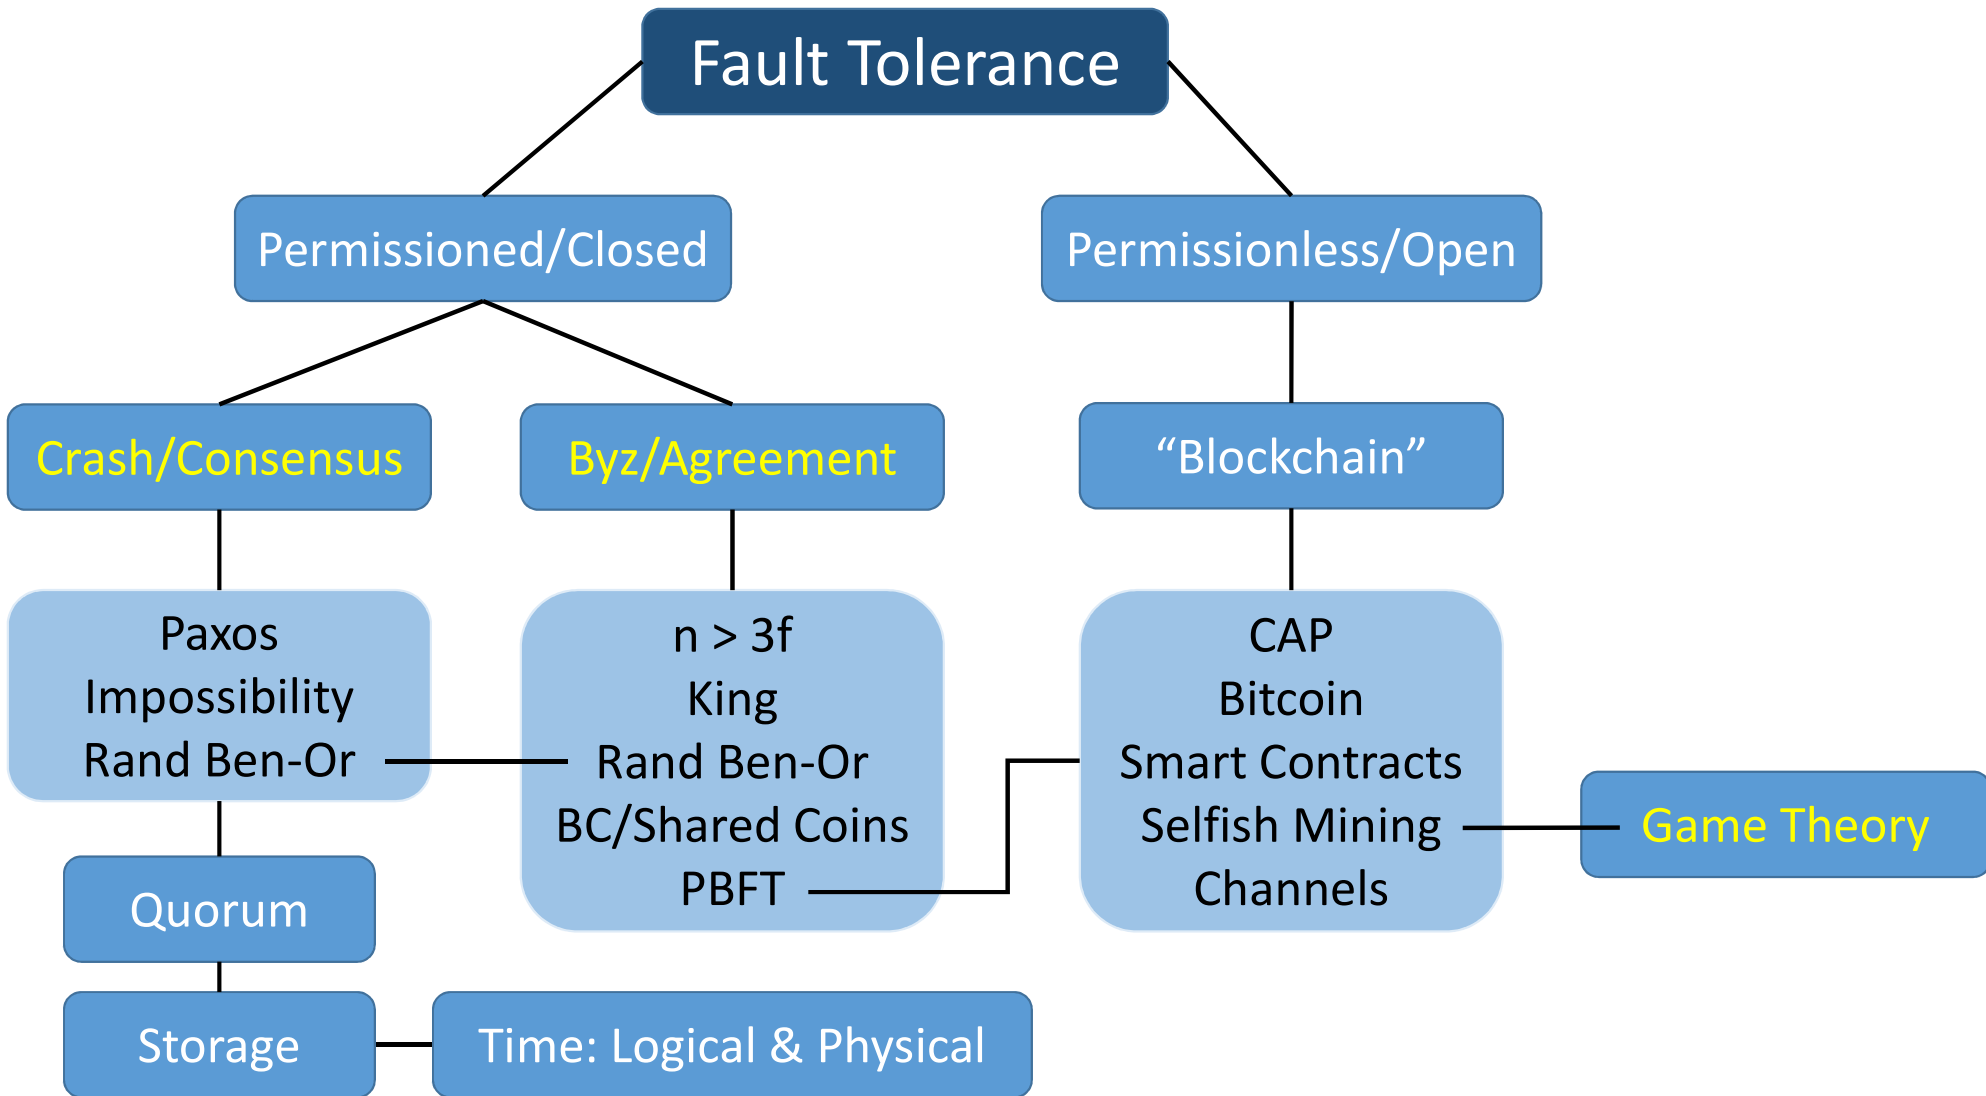 Fault Tolerance
Permissioned/Closed
Permissionless/Open
Crash/Consensus
Byz/Agreement
“Blockchain”
Paxos
Impossibility
Rand Ben-Or
n > 3f
King
Rand Ben-Or
BC/Shared Coins
PBFT
CAP
Bitcoin
Smart Contracts
Selfish Mining
Channels
Game Theory
Quorum
Storage
Time: Logical & Physical